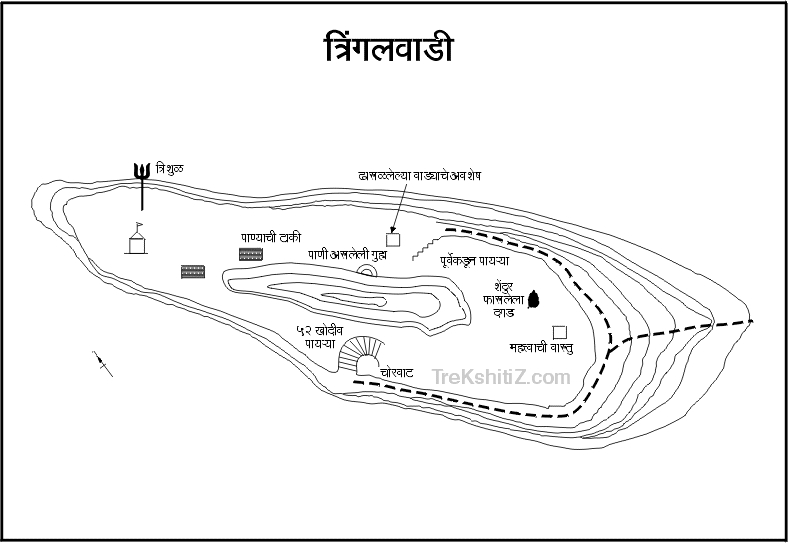 त्रिंगलवाडी
त्रिशुळ
ढासळलेल्या वाड्याचे अवशेष
पाण्याची टाकी
पाणी असलेली गुहा
पूर्वेकडून पायऱ्या
शेंदुर
फासलेला
दगड
५२ खोदीव
पायऱ्या
महत्वाची वास्तु
चोरवाट
TreKshitiZ.com